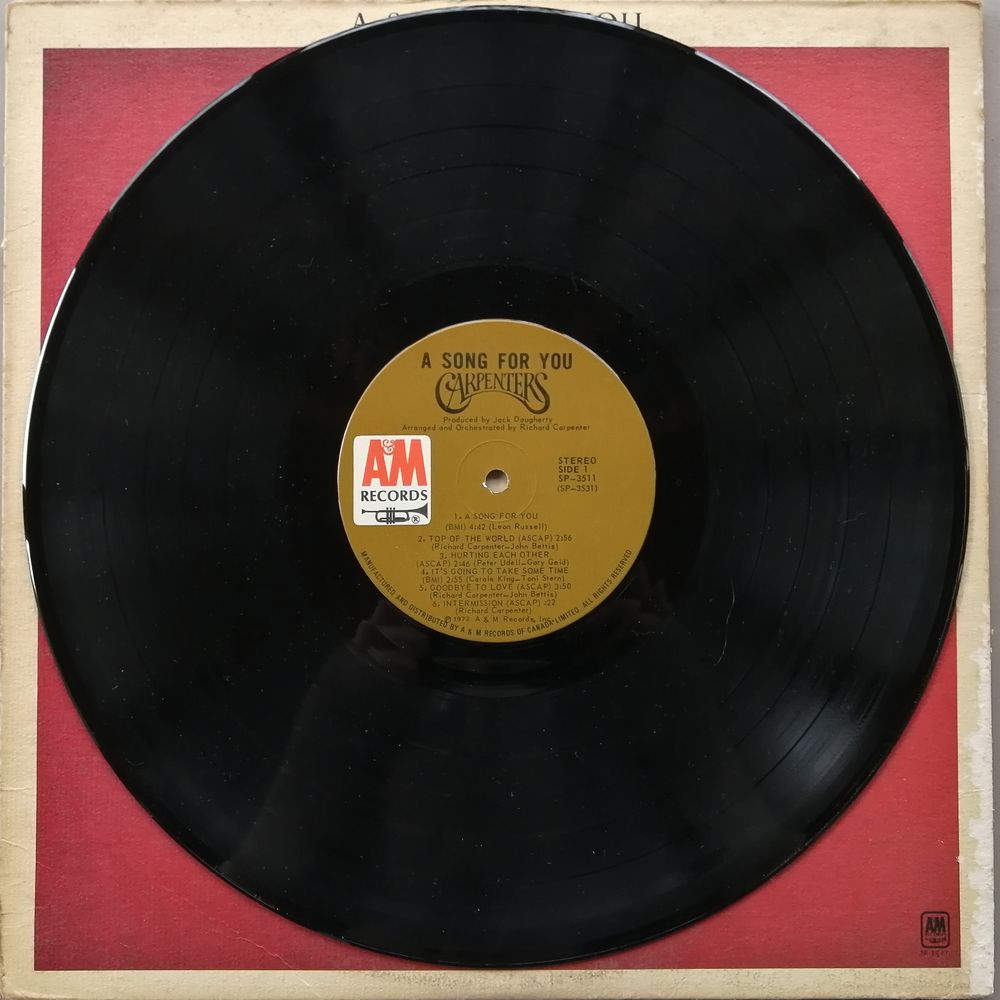 A SONG FOR YOU
CARPENTERS
Produced by Jack Daugherty
Arranged and Orchestrated by Richard Carpenter
A&M
RECORDS
®
STEREO
SIDE 1
SP-3511
(SP-3531)
1. A SONG FOR YOU
(BMI) 4:42 (Leon Russell)
2. TOP OF THE WORLD (ASCAP) 2:56
(Richard Carpenter-John Bettis)
3. HURTING EACH OTHER
(ASCAP) 2:46 (Peter Udell-Gary Geld)
4. IT'S GOING TO TAKE SOME TIME
(BMI) 2:55 (Carole King-Toni Stern)
5. GOODBYE TO LOVE (ASCAP) 3:50
(Richard Carpenter-John Bettis)
6. INTERMISSION (ASCAP) :22
(Richard Carpenter)
© 1972 A & M Records, Inc.
MANUFACTURED AND DISTRIBUTED BY A & M RECORDS OF CANADA LIMITED. ALL RIGHTS RESERVED
A&M